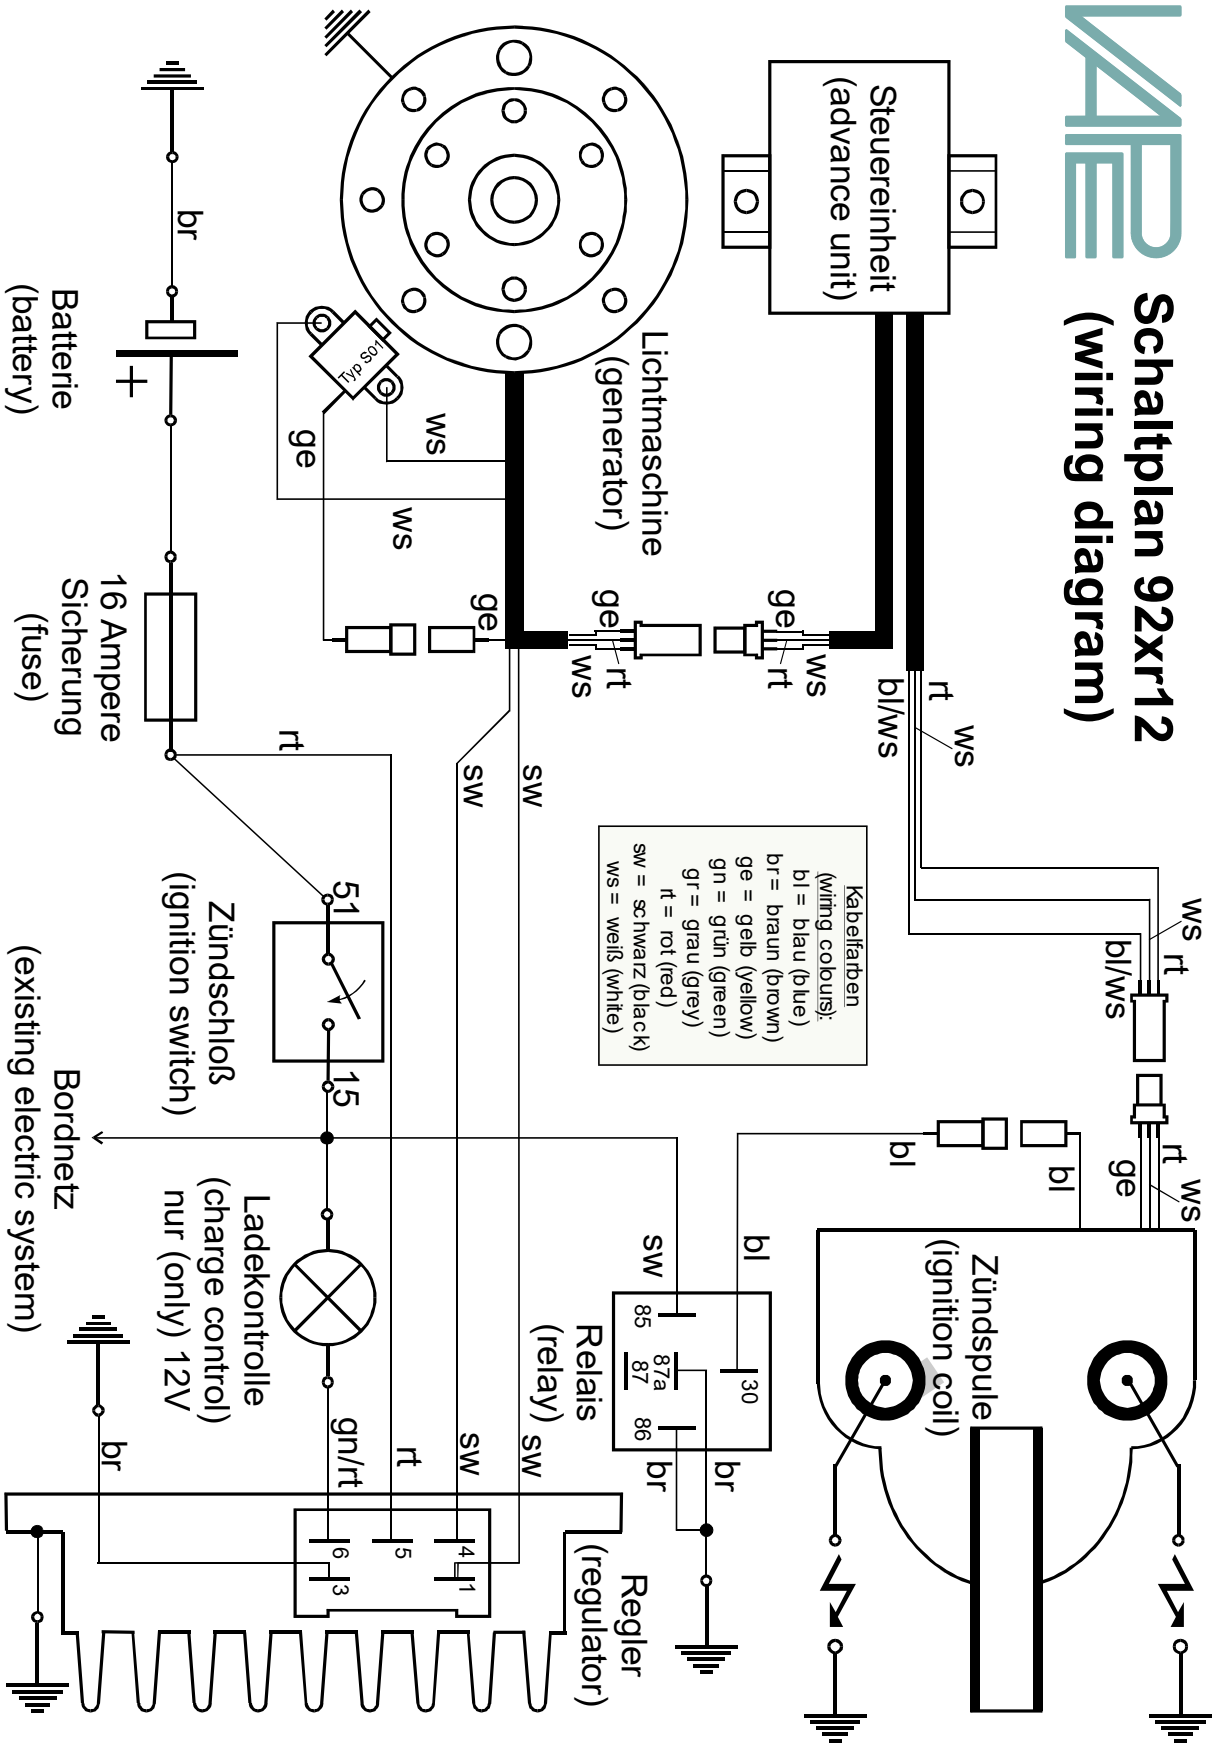 VAPE
Schaltplan 92xr12
(wiring diagram)
Steuereinheit
(advance unit)
rt
ws
bl/ws
ws
rt
bl/ws
rt
ws
ge
Zündspule
(ignition coil)
bl
bl
ge
rt
ws
ge
rt
ws
Lichtmaschine
(generator)
Typ S01
ws
ws
ge
ge
sw
sw
Kabelfarben
(wiring colours):
bl = blau (blue)
br = braun (brown)
ge = gelb (yellow)
gn = grün (green)
gr = grau (grey)
rt = rot (red)
sw = schwarz (black)
ws = weiß (white)
bl
sw
30
87a
87
85
86
Relais
(relay)
br
br
br
Batterie
(battery)
+
16 Ampere
Sicherung
(fuse)
rt
51
15
Zündschloß
(ignition switch)
Bordnetz
(existing electric system)
Ladekontrolle
(charge control)
nur (only) 12V
sw
sw
rt
gn/rt
br
1
4
5
6
3
Regler
(regulator)